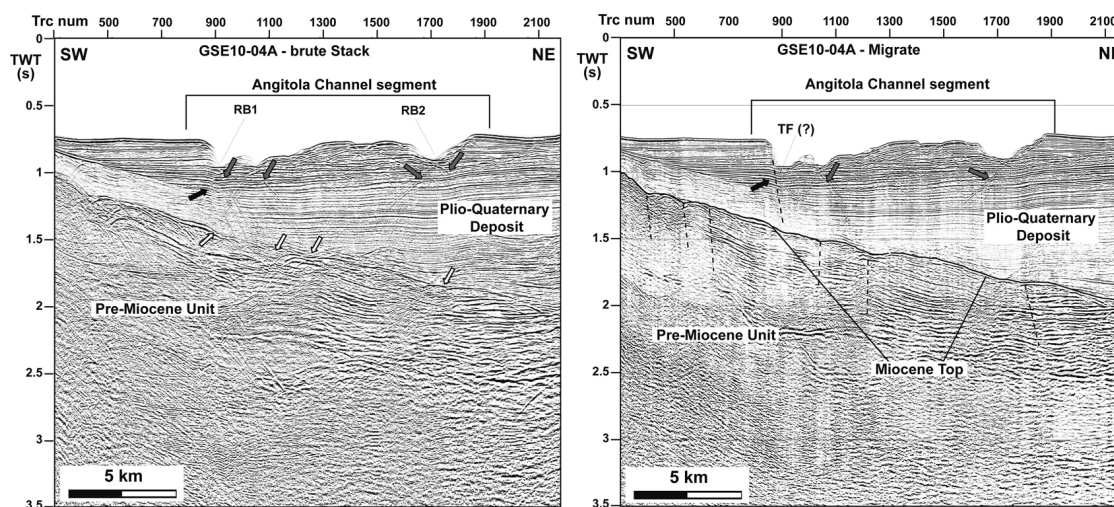 Trc num 500 700 900 1100 1300 1500 1700 1900 2100
0
TWT
(s)
SW
GSE10-04A - brute Stack
NE
Angitola Channel segment
0.5
RB1
RB2
1
Plio-Quaternary
Deposit
1.5
Pre-Miocene Unit
2
2.5
3
5 km
3.5
Trc num 500 700 900 1100 1300 1500 1700 1900 2100
0
TWT
(s)
SW
GSE10-04A - Migrate
Angitola Channel segment
0.5
TF (?)
1
Plio-Quaternary
Deposit
1.5
2
Pre-Miocene Unit
Miocene Top
2.5
3
5 km
3.5